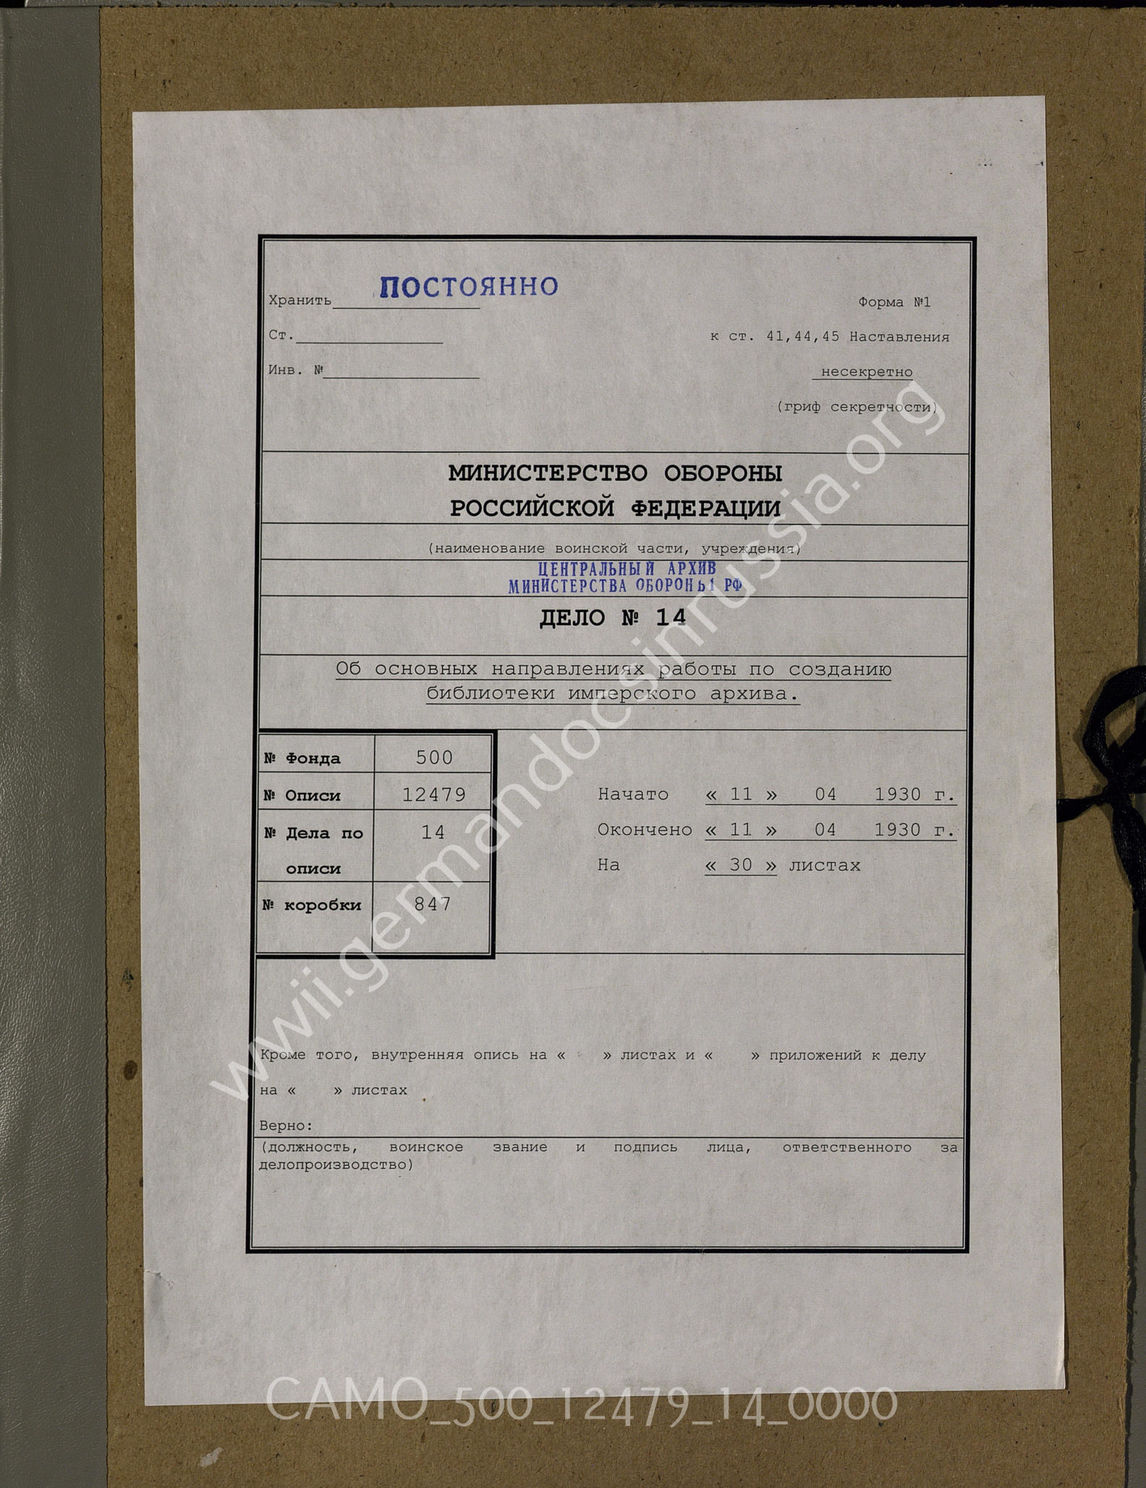 Хранить ПОСТОЯННО
Форма №1
Ст.
к ст. 41,44,45 Наставления
Инв. №
несекретно
(гриф секретности)
МИНИСТЕРСТВО ОБОРОНЫ
РОССИЙСКОЙ ФЕДЕРАЦИИ
(наименование воинской части, учреждения)
ЦЕНТРАЛЬНЫЙ АРХИВ
МИНИСТЕРСТВА ОБОРОНЫ РФ
ДЕЛО № 14
Об основных направлениях работы по созданию
библиотеки имперского архива.
№ Фонда 500
№ Описи 12479
№ Дела по 14
описи
№ коробки 847
Начато « 11 » 04 1930 г.
Окончено « 11 » 04 1930 г.
На « 30 » листах
Кроме того, внутренняя опись на « » листах и « » приложений к делу
на « » листах
Верно:
(должность, воинское звание и подпись лица, ответственного за
делопроизводство)
www.wwii.germandocsinrussia.org
CAMO_500_12479_14_0000